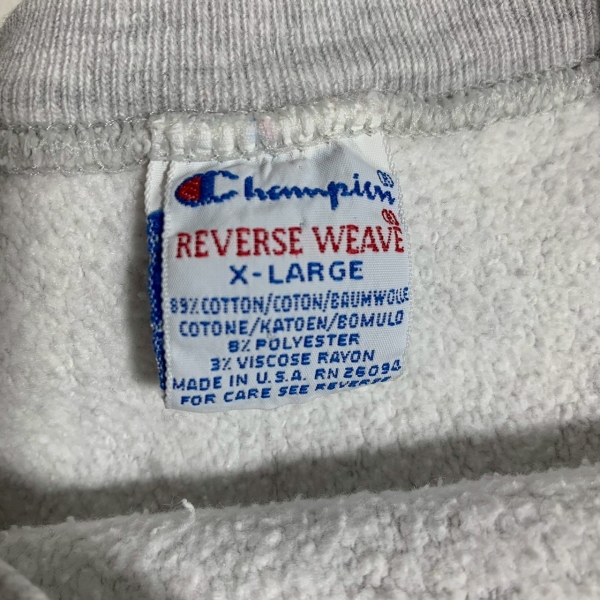 Champion®
REVERSE WEAVE®
X-LARGE
89% COTTON/COTON/BAUMWOLLE
COTONE/KATOEN/BOMULD
8% POLYESTER
3% VISCOSE RAYON
MADE IN U.S.A. RN 26094
FOR CARE SEE REVERSE